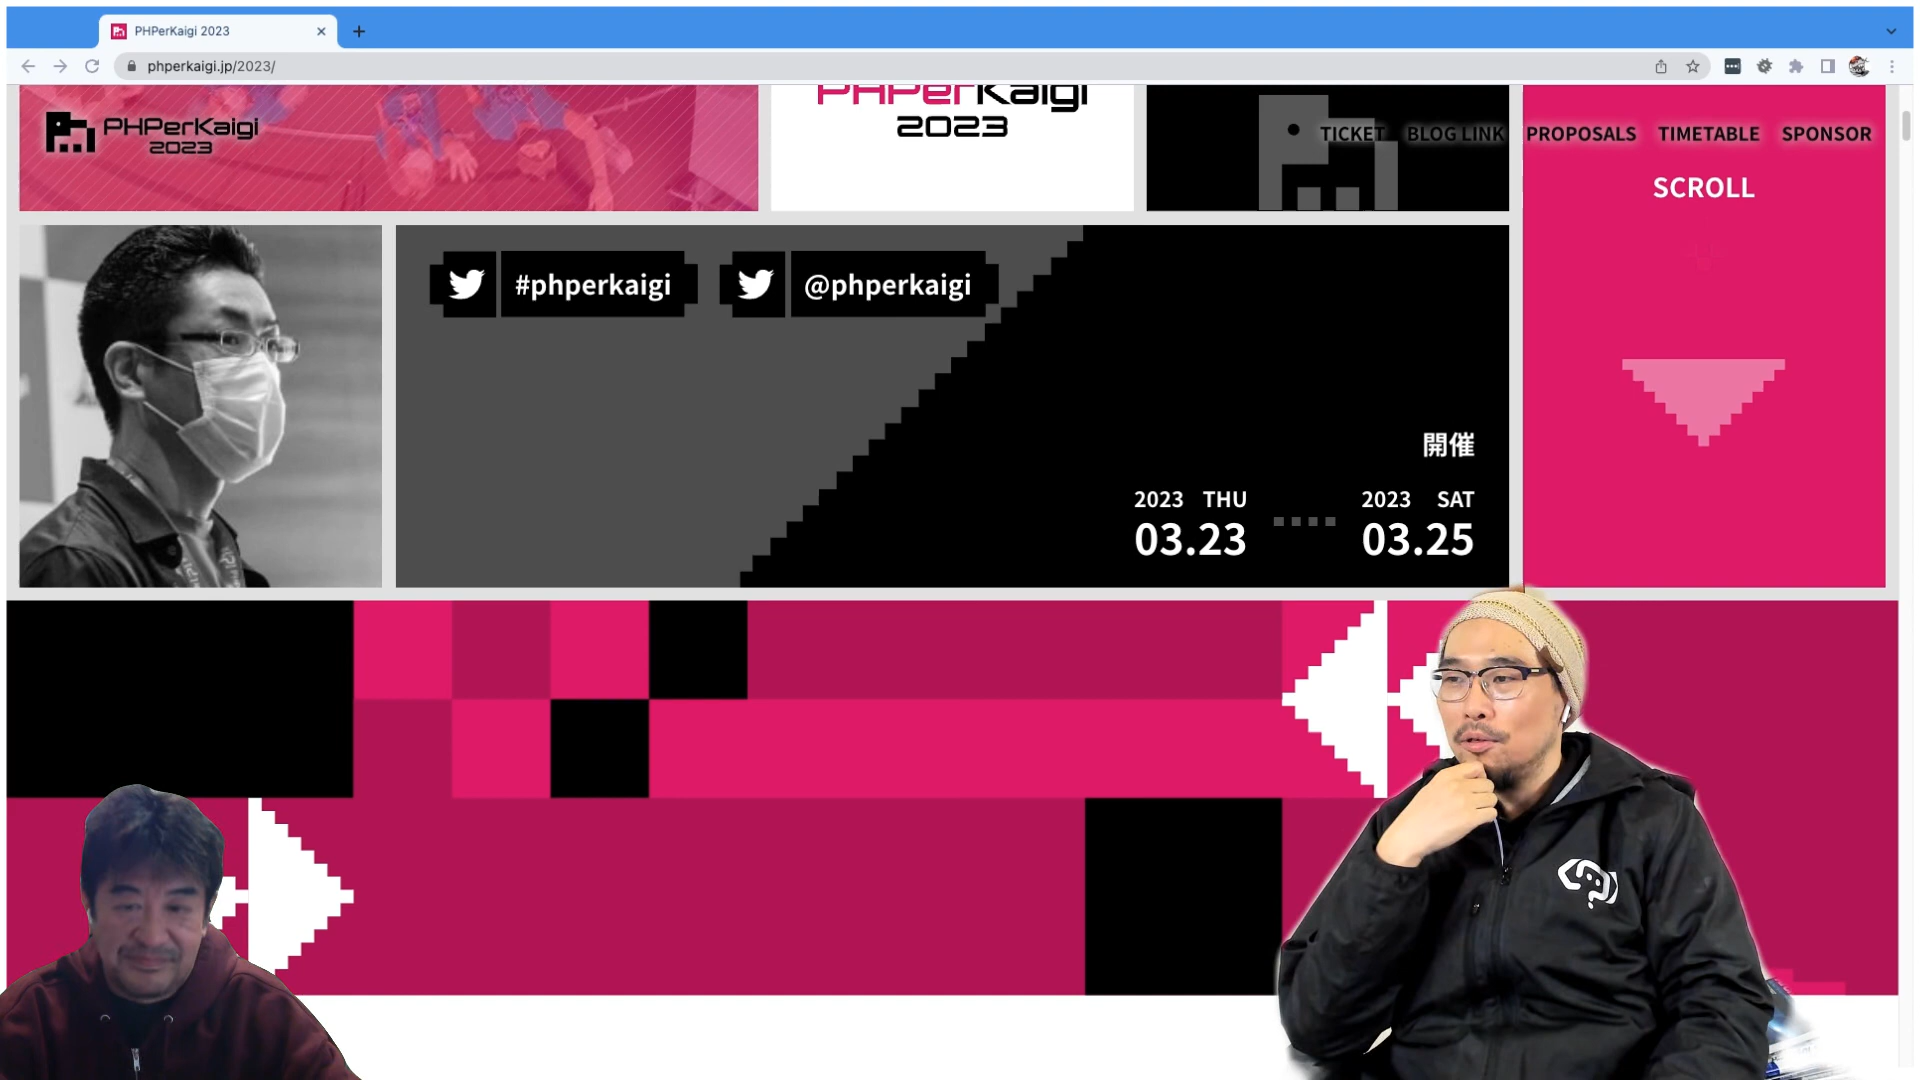 PHPerKaigi 2023
phperkaigi.jp/2023/
PHPerKaigi
2023
PHPerKaigi
2023
TICKET
BLOG LINK
PROPOSALS
TIMETABLE
SPONSOR
SCROLL
#phperkaigi
@phperkaigi
開催
2023 THU
03.23
2023 SAT
03.25